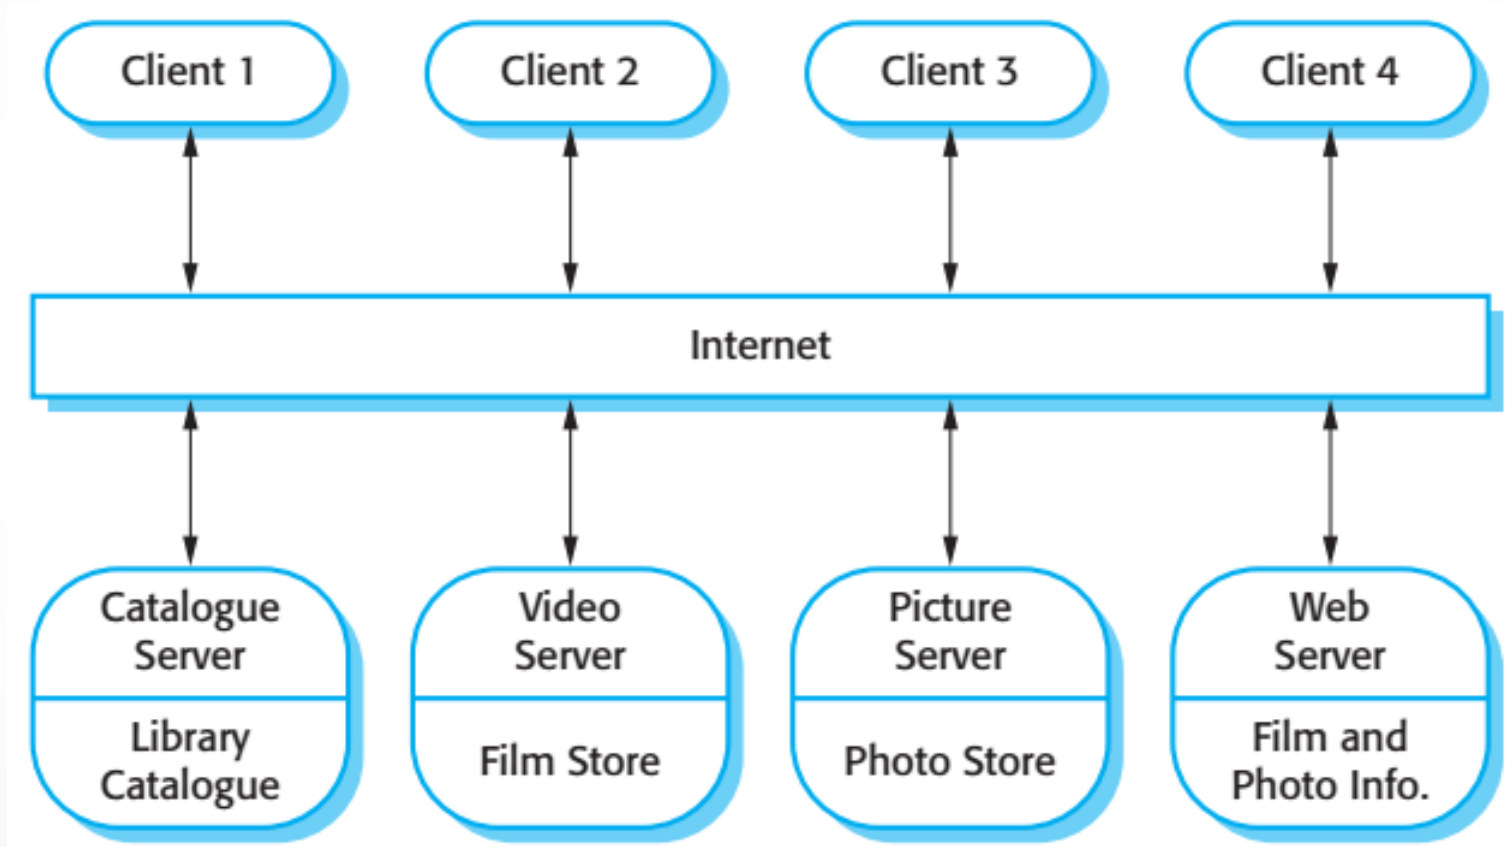 Client 1
Client 2
Client 3
Client 4
Internet
Catalogue
Server
Library
Catalogue
Video
Server
Film Store
Picture
Server
Photo Store
Web
Server
Film and
Photo Info.